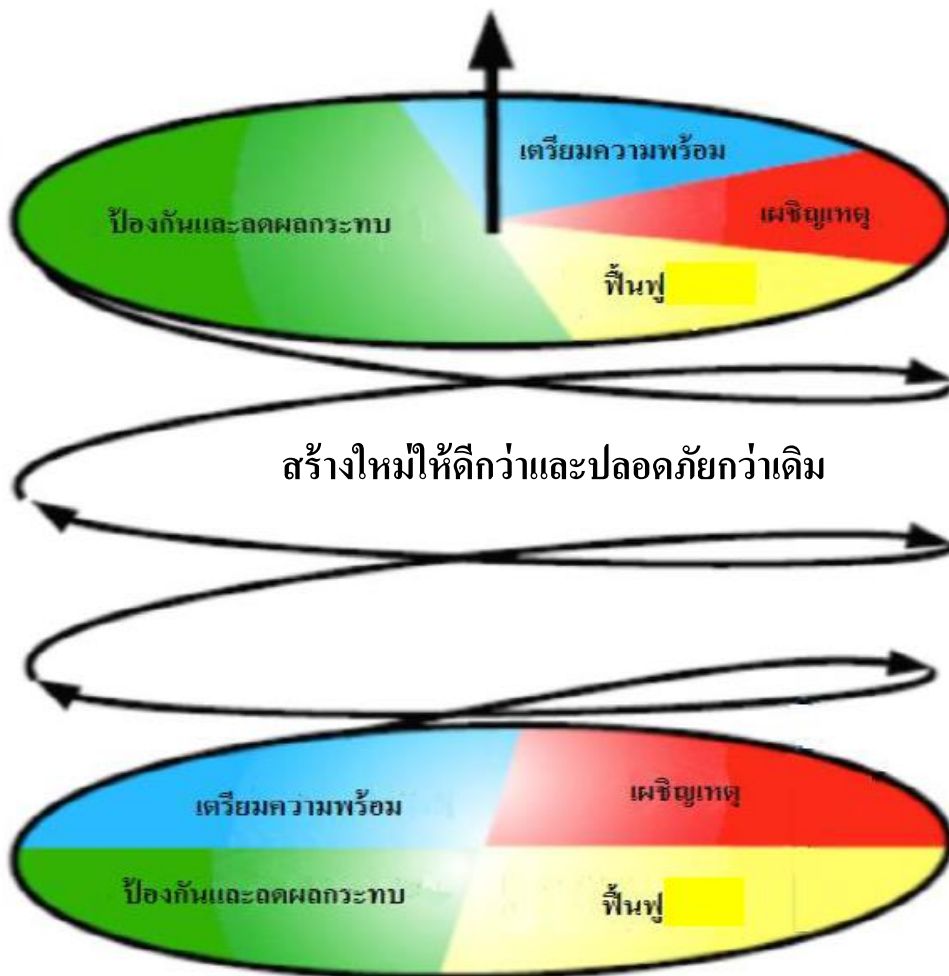 เตรียมความพร้อม
ป้องกันและลดผลกระทบ
เผชิญเหตุ
ฟื้นฟู
สร้างใหม่ให้ดีกว่าและปลอดภัยกว่าเดิม
เตรียมความพร้อม
เผชิญเหตุ
ป้องกันและลดผลกระทบ
ฟื้นฟู